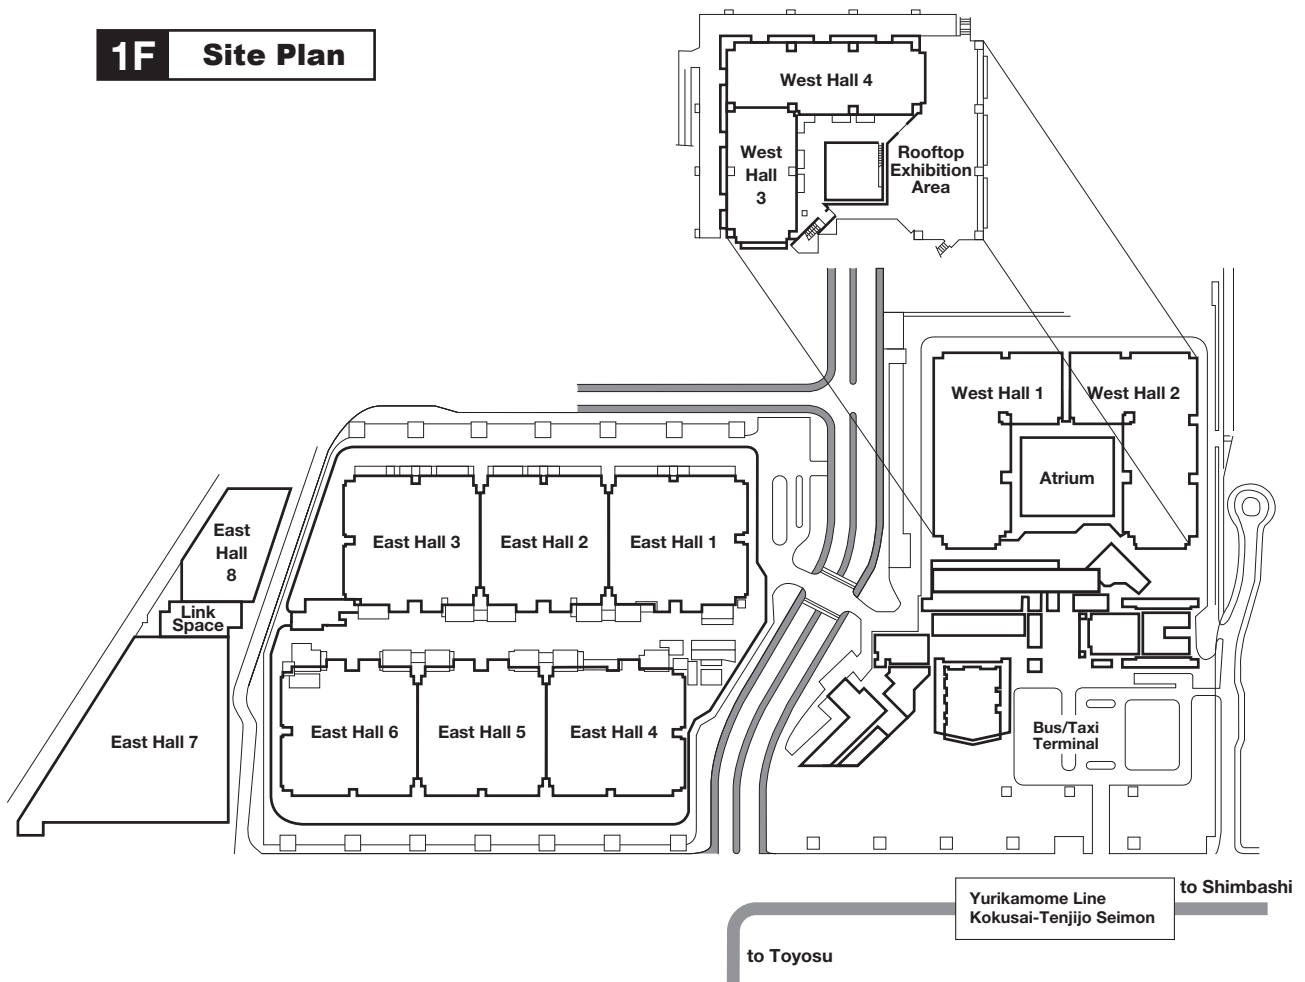 1F Site Plan
West Hall 4
West
Hall
3
Rooftop
Exhibition
Area
West Hall 1
West Hall 2
Atrium
East
Hall
8
East Hall 3
East Hall 2
East Hall 1
Link
Space
East Hall 7
East Hall 6
East Hall 5
East Hall 4
Bus/Taxi
Terminal
Yurikamome Line
Kokusai-Tenjijo Seimon
to Shimbashi
to Toyosu